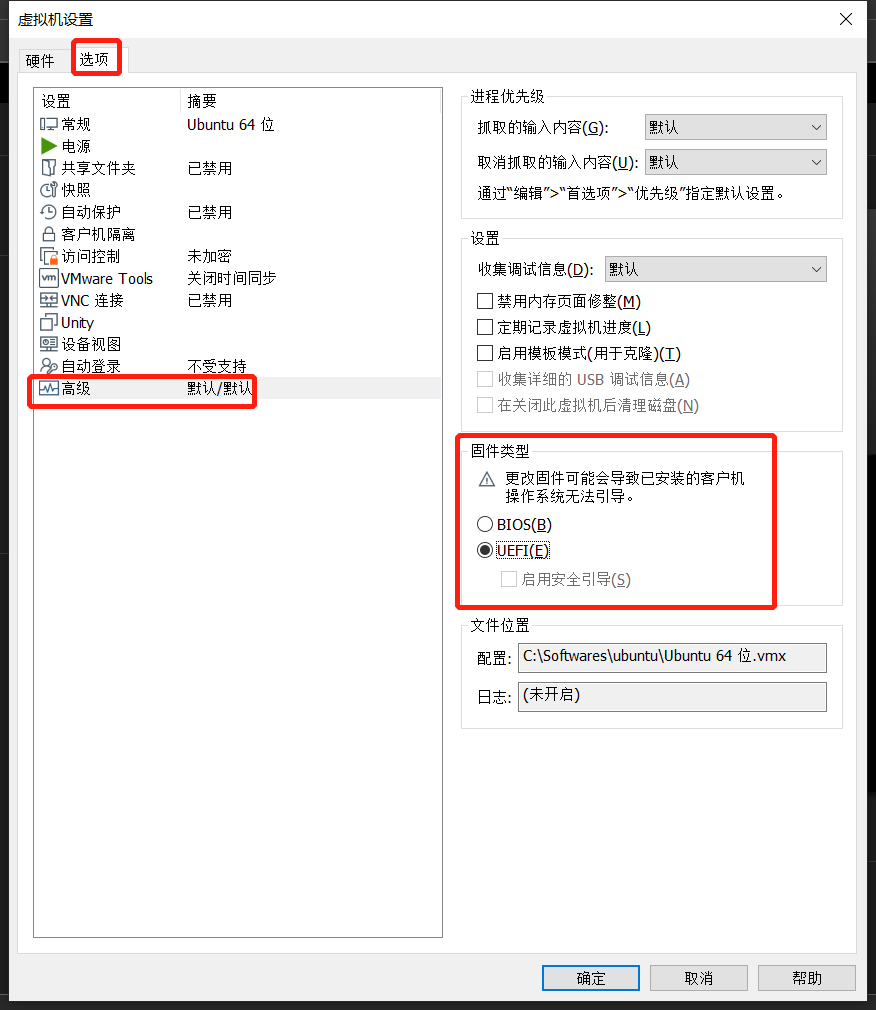 虚拟机设置
硬件 选项
设置 摘要
常规 Ubuntu 64 位
电源
共享文件夹 已禁用
快照
自动保护 已禁用
客户机隔离
访问控制 未加密
vm VMware Tools 关闭时间同步
VNC 连接 已禁用
Unity
设备视图
自动登录 不受支持
高级 默认/默认
进程优先级
抓取的输入内容(G): 默认
取消抓取的输入内容(U): 默认
通过“编辑”>“首选项”>“优先级”指定默认设置。
设置
收集调试信息(D): 默认
禁用内存页面修整(M)
定期记录虚拟机进度(L)
启用模板模式(用于克隆)(T)
收集详细的 USB 调试信息(A)
在关闭此虚拟机后清理磁盘(N)
固件类型
更改固件可能会导致已安装的客户机
操作系统无法引导。
BIOS(B)
UEFI(E)
启用安全引导(S)
文件位置
配置: C:\Softwares\ubuntu\Ubuntu 64 位.vmx
日志: (未开启)
确定 取消 帮助